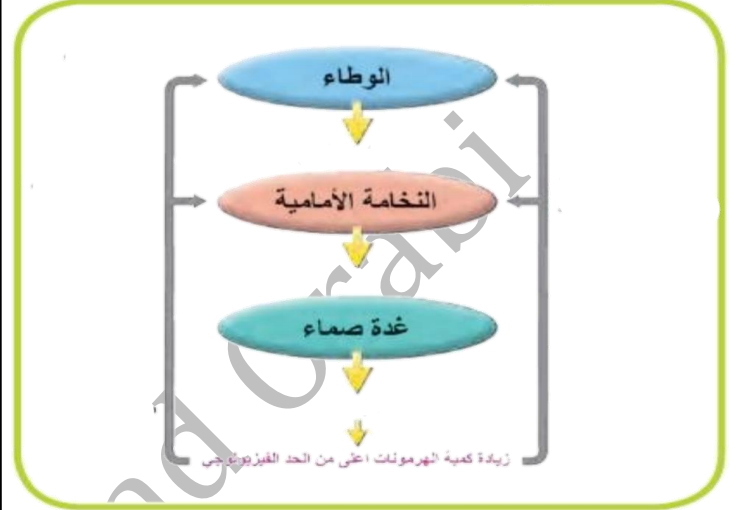 الوطاء
النخامة الأمامية
غدة صماء
زيادة كمية الهرمونات اعلى من الحد الفيزيولوجي